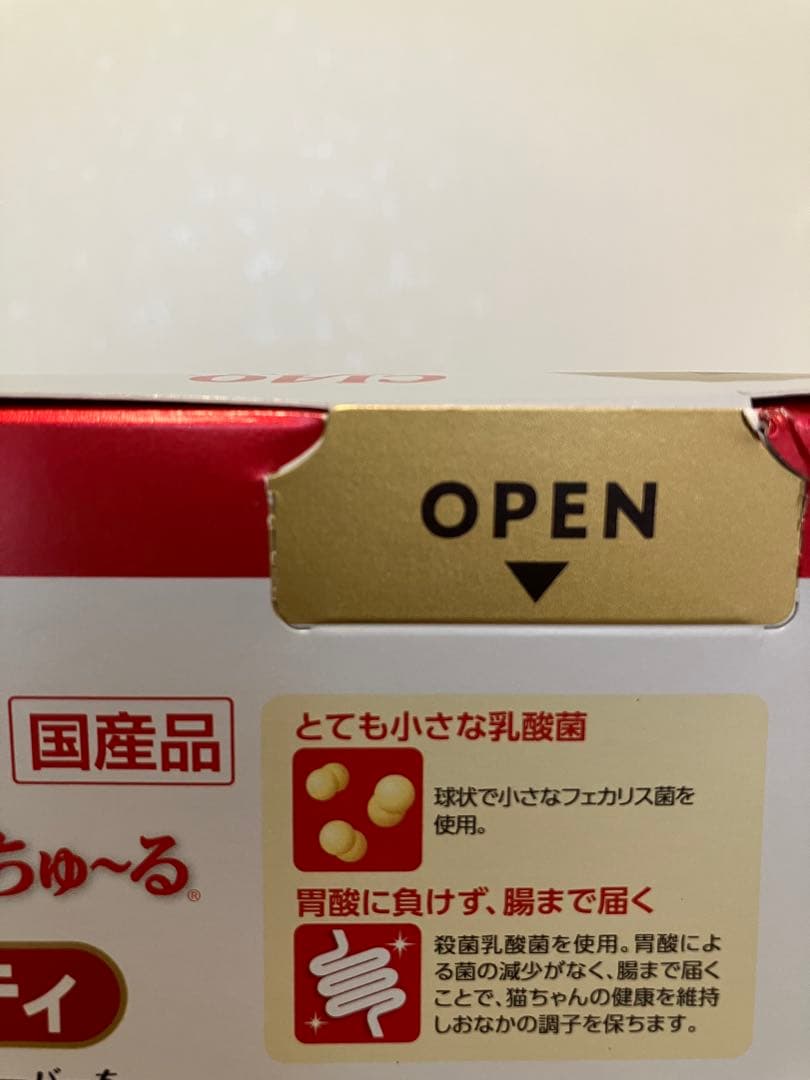 CIAO
OPEN
国産品
とても小さな乳酸菌
球状で小さなフェカリス菌を
使用。
ちゅ～る®
胃酸に負けず、腸まで届く
殺菌乳酸菌を使用。胃酸によ
る菌の減少がなく、腸まで届く
ことで、猫ちゃんの健康を維持
しおなかの調子を保ちます。
ティ